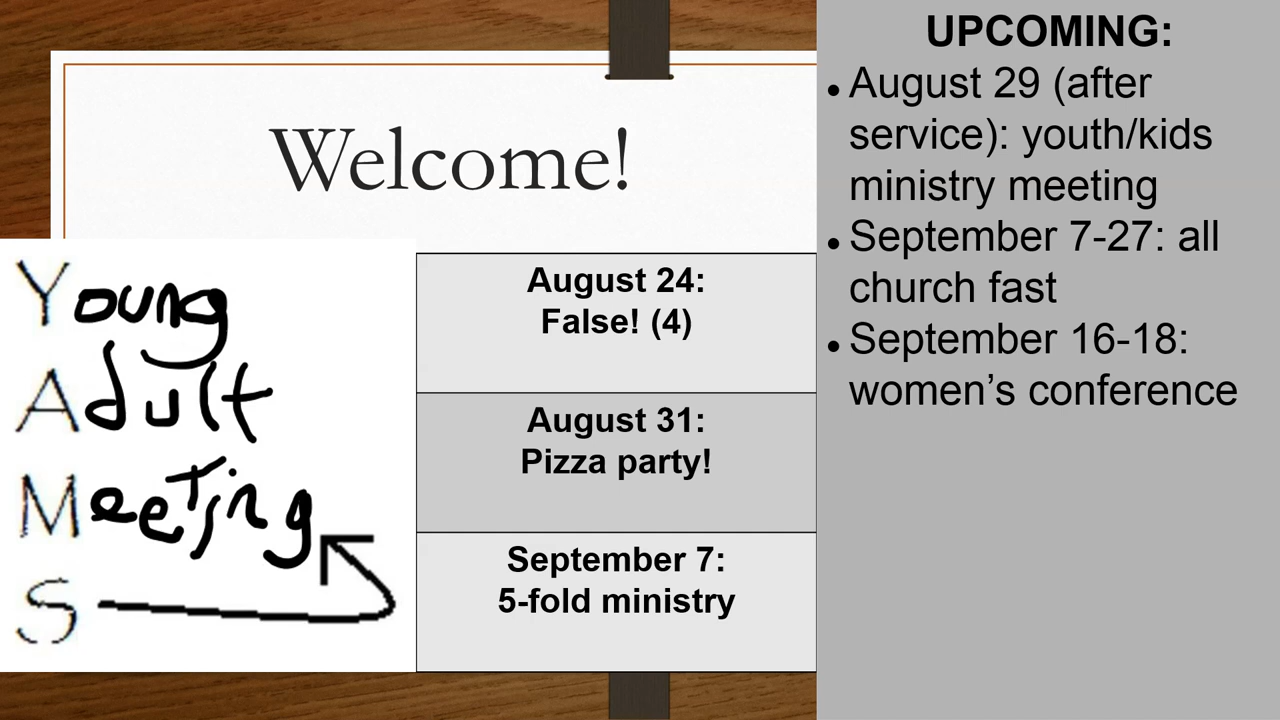 Welcome!
Young
Adult
Meeting
S
August 24:
False! (4)
August 31:
Pizza party!
September 7:
5-fold ministry
UPCOMING:
• August 29 (after
service): youth/kids
ministry meeting
• September 7-27: all
church fast
• September 16-18:
women’s conference